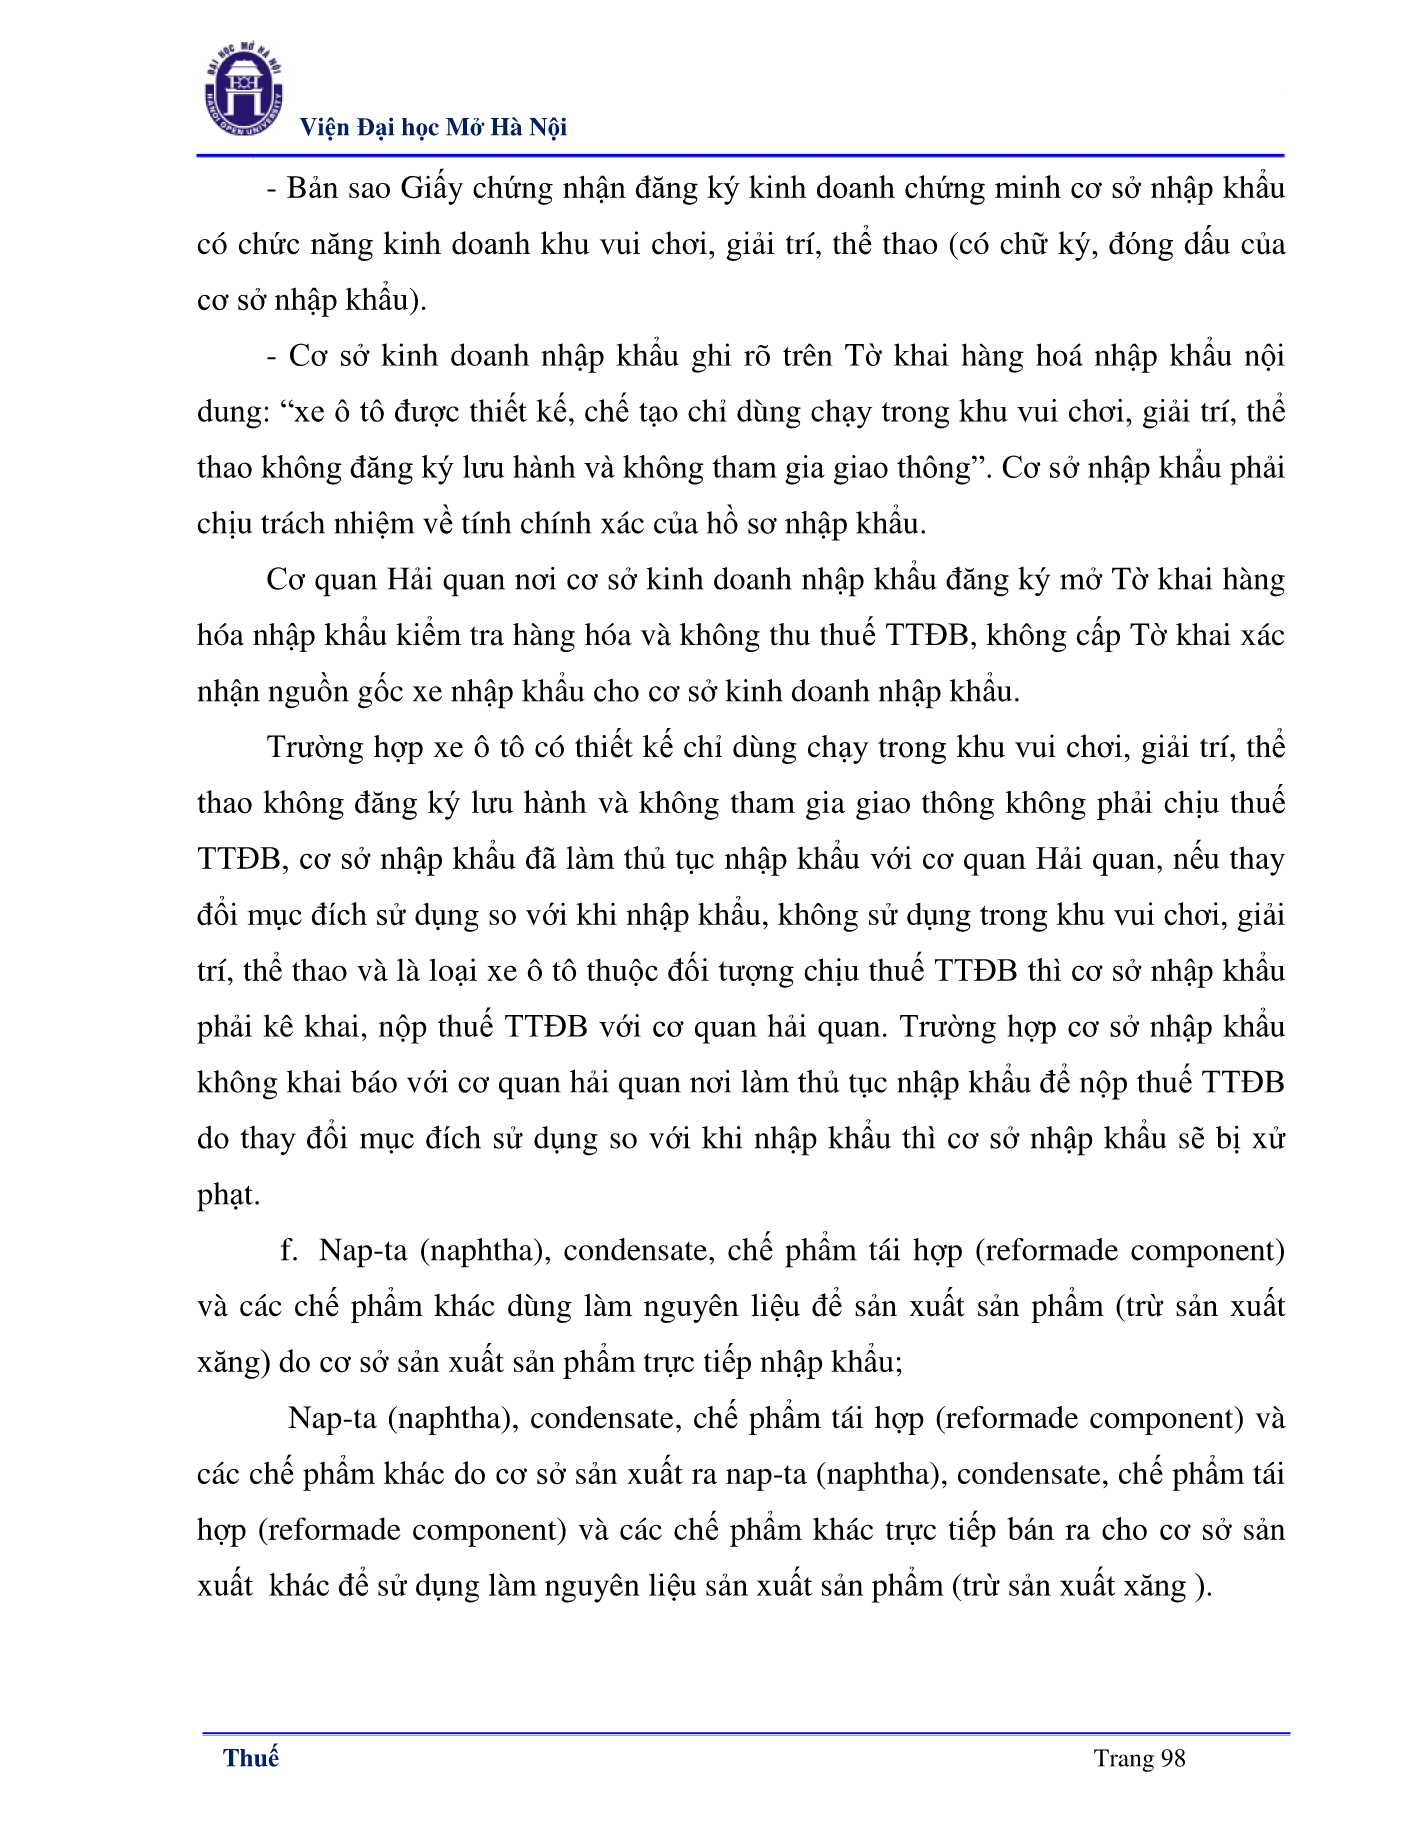 ĐẠI HỌC MỞ HÀ NỘI
HANOI OPEN UNIVERSITY
Viện Đại học Mở Hà Nội
- Bản sao Giấy chứng nhận đăng ký kinh doanh chứng minh cơ sở nhập khẩu
có chức năng kinh doanh khu vui chơi, giải trí, thể thao (có chữ ký, đóng dấu của
cơ sở nhập khẩu).
- Cơ sở kinh doanh nhập khẩu ghi rõ trên Tờ khai hàng hoá nhập khẩu nội
dung: “xe ô tô được thiết kế, chế tạo chỉ dùng chạy trong khu vui chơi, giải trí, thể
thao không đăng ký lưu hành và không tham gia giao thông”. Cơ sở nhập khẩu phải
chịu trách nhiệm về tính chính xác của hồ sơ nhập khẩu.
Cơ quan Hải quan nơi cơ sở kinh doanh nhập khẩu đăng ký mở Tờ khai hàng
hóa nhập khẩu kiểm tra hàng hóa và không thu thuế TTĐB, không cấp Tờ khai xác
nhận nguồn gốc xe nhập khẩu cho cơ sở kinh doanh nhập khẩu.
Trường hợp xe ô tô có thiết kế chỉ dùng chạy trong khu vui chơi, giải trí, thể
thao không đăng ký lưu hành và không tham gia giao thông không phải chịu thuế
TTĐB, cơ sở nhập khẩu đã làm thủ tục nhập khẩu với cơ quan Hải quan, nếu thay
đổi mục đích sử dụng so với khi nhập khẩu, không sử dụng trong khu vui chơi, giải
trí, thể thao và là loại xe ô tô thuộc đối tượng chịu thuế TTĐB thì cơ sở nhập khẩu
phải kê khai, nộp thuế TTĐB với cơ quan hải quan. Trường hợp cơ sở nhập khẩu
không khai báo với cơ quan hải quan nơi làm thủ tục nhập khẩu để nộp thuế TTĐB
do thay đổi mục đích sử dụng so với khi nhập khẩu thì cơ sở nhập khẩu sẽ bị xử
phạt.
f. Nap-ta (naphtha), condensate, chế phẩm tái hợp (reformade component)
và các chế phẩm khác dùng làm nguyên liệu để sản xuất sản phẩm (trừ sản xuất
xăng) do cơ sở sản xuất sản phẩm trực tiếp nhập khẩu;
Nap-ta (naphtha), condensate, chế phẩm tái hợp (reformade component) và
các chế phẩm khác do cơ sở sản xuất ra nap-ta (naphtha), condensate, chế phẩm tái
hợp (reformade component) và các chế phẩm khác trực tiếp bán ra cho cơ sở sản
xuất  khác để sử dụng làm nguyên liệu sản xuất sản phẩm (trừ sản xuất xăng ).
Thuế
Trang 98